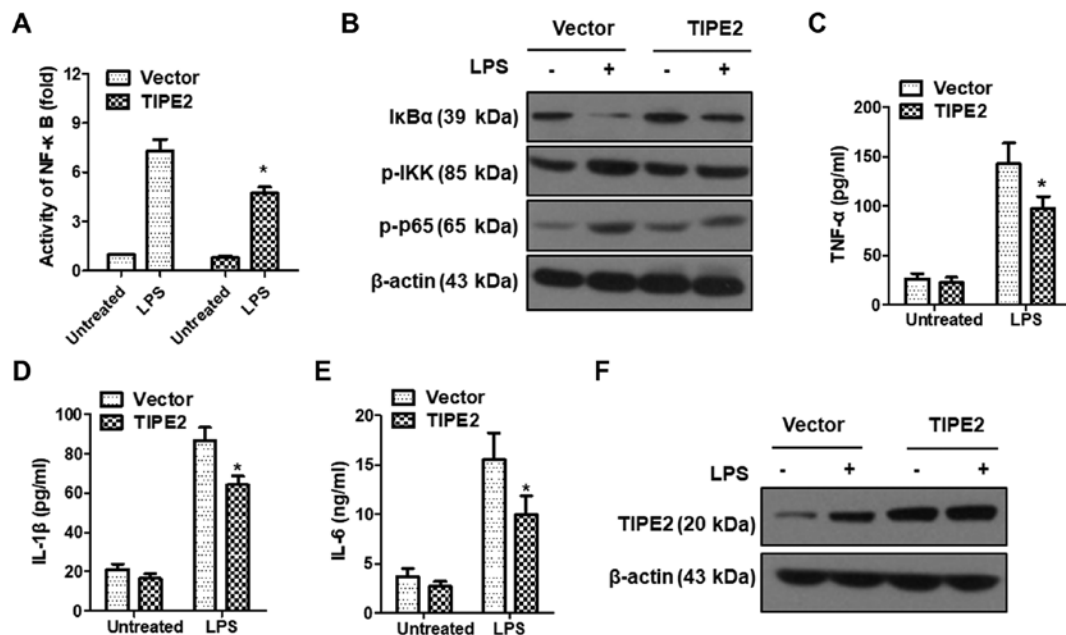 A
Activity of NF-κ B (fold)
Vector
TIPE2
12
9
6
3
0
*
Untreated
LPS
Untreated
LPS
B
Vector
TIPE2
LPS
-
+
-
+
IκBα (39 kDa)
p-IKK (85 kDa)
p-p65 (65 kDa)
β-actin (43 kDa)
C
Vector
TIPE2
TNF-α (pg/ml)
200
150
100
50
0
*
Untreated
LPS
D
Vector
TIPE2
IL-1β (pg/ml)
100
80
60
40
20
0
*
Untreated
LPS
E
Vector
TIPE2
IL-6 (ng/ml)
20
15
10
5
0
*
Untreated
LPS
F
Vector
TIPE2
LPS
-
+
-
+
TIPE2 (20 kDa)
β-actin (43 kDa)